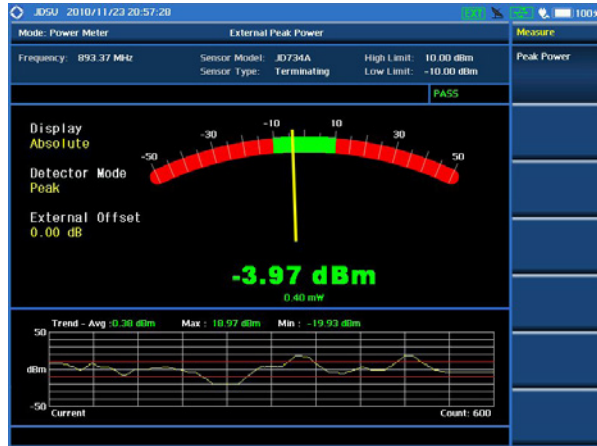 JDSU 2010/11/23 20:57:28 EXT 100%
Mode: Power Meter External Peak Power Measure
Frequency: 893.37 MHz Sensor Model: JD734A High Limit: 10.00 dBm Peak Power
Sensor Type: Terminating Low Limit: -10.00 dBm
PASS
Display
Absolute
Detector Mode
Peak
External Offset
0.00 dB
-50 -30 -10 10 30 50
-3.97 dBm
0.40 mW
Trend - Avg :0.38 dBm Max : 18.97 dBm Min : -19.93 dBm
50
dBm
-50
Current Count: 600